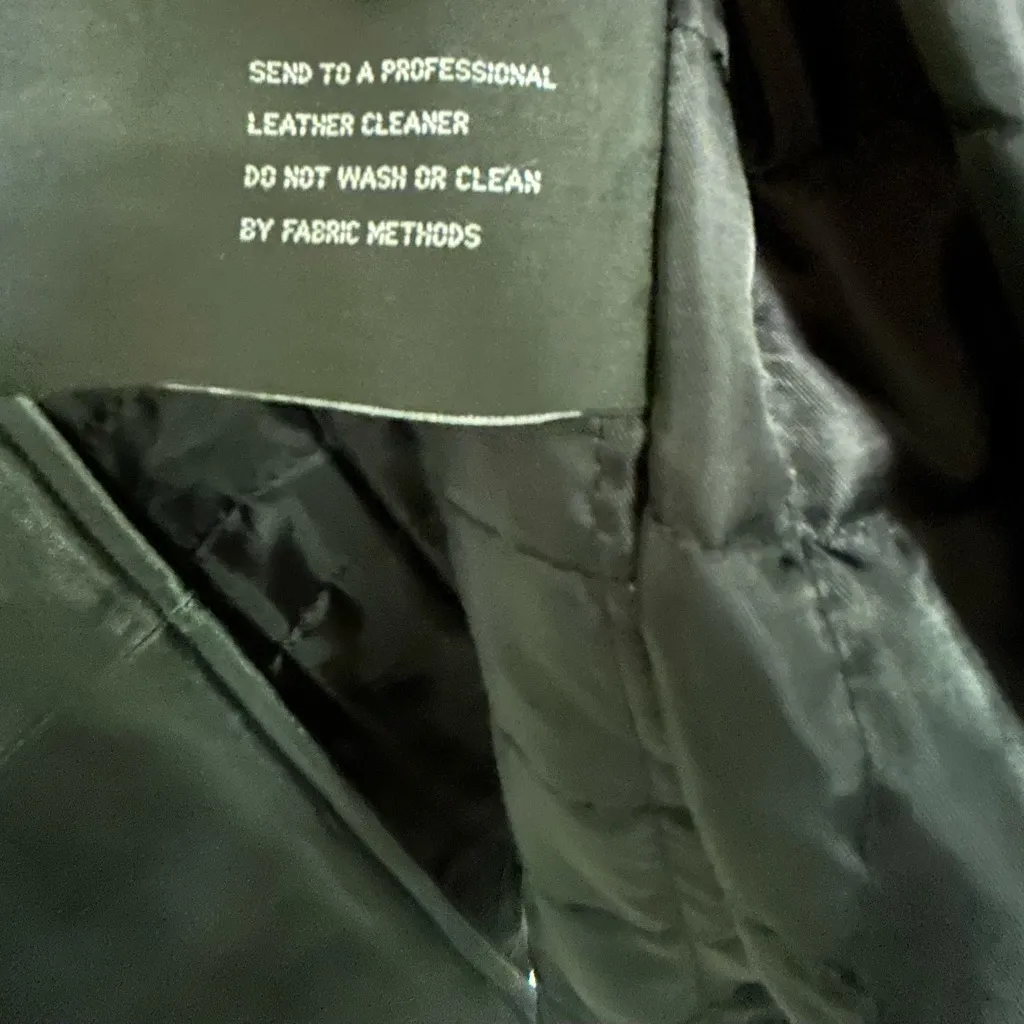 SEND TO A PROFESSIONAL
LEATHER CLEANER
DO NOT WASH OR CLEAN
BY FABRIC METHODS